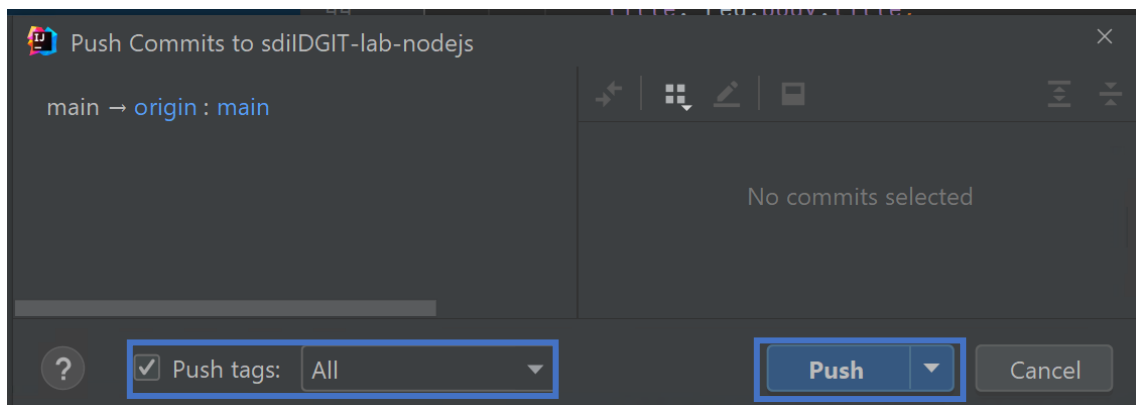 Push Commits to sdiIDGIT-lab-nodejs
main → origin : main
No commits selected
?
Push tags: All
Push
Cancel